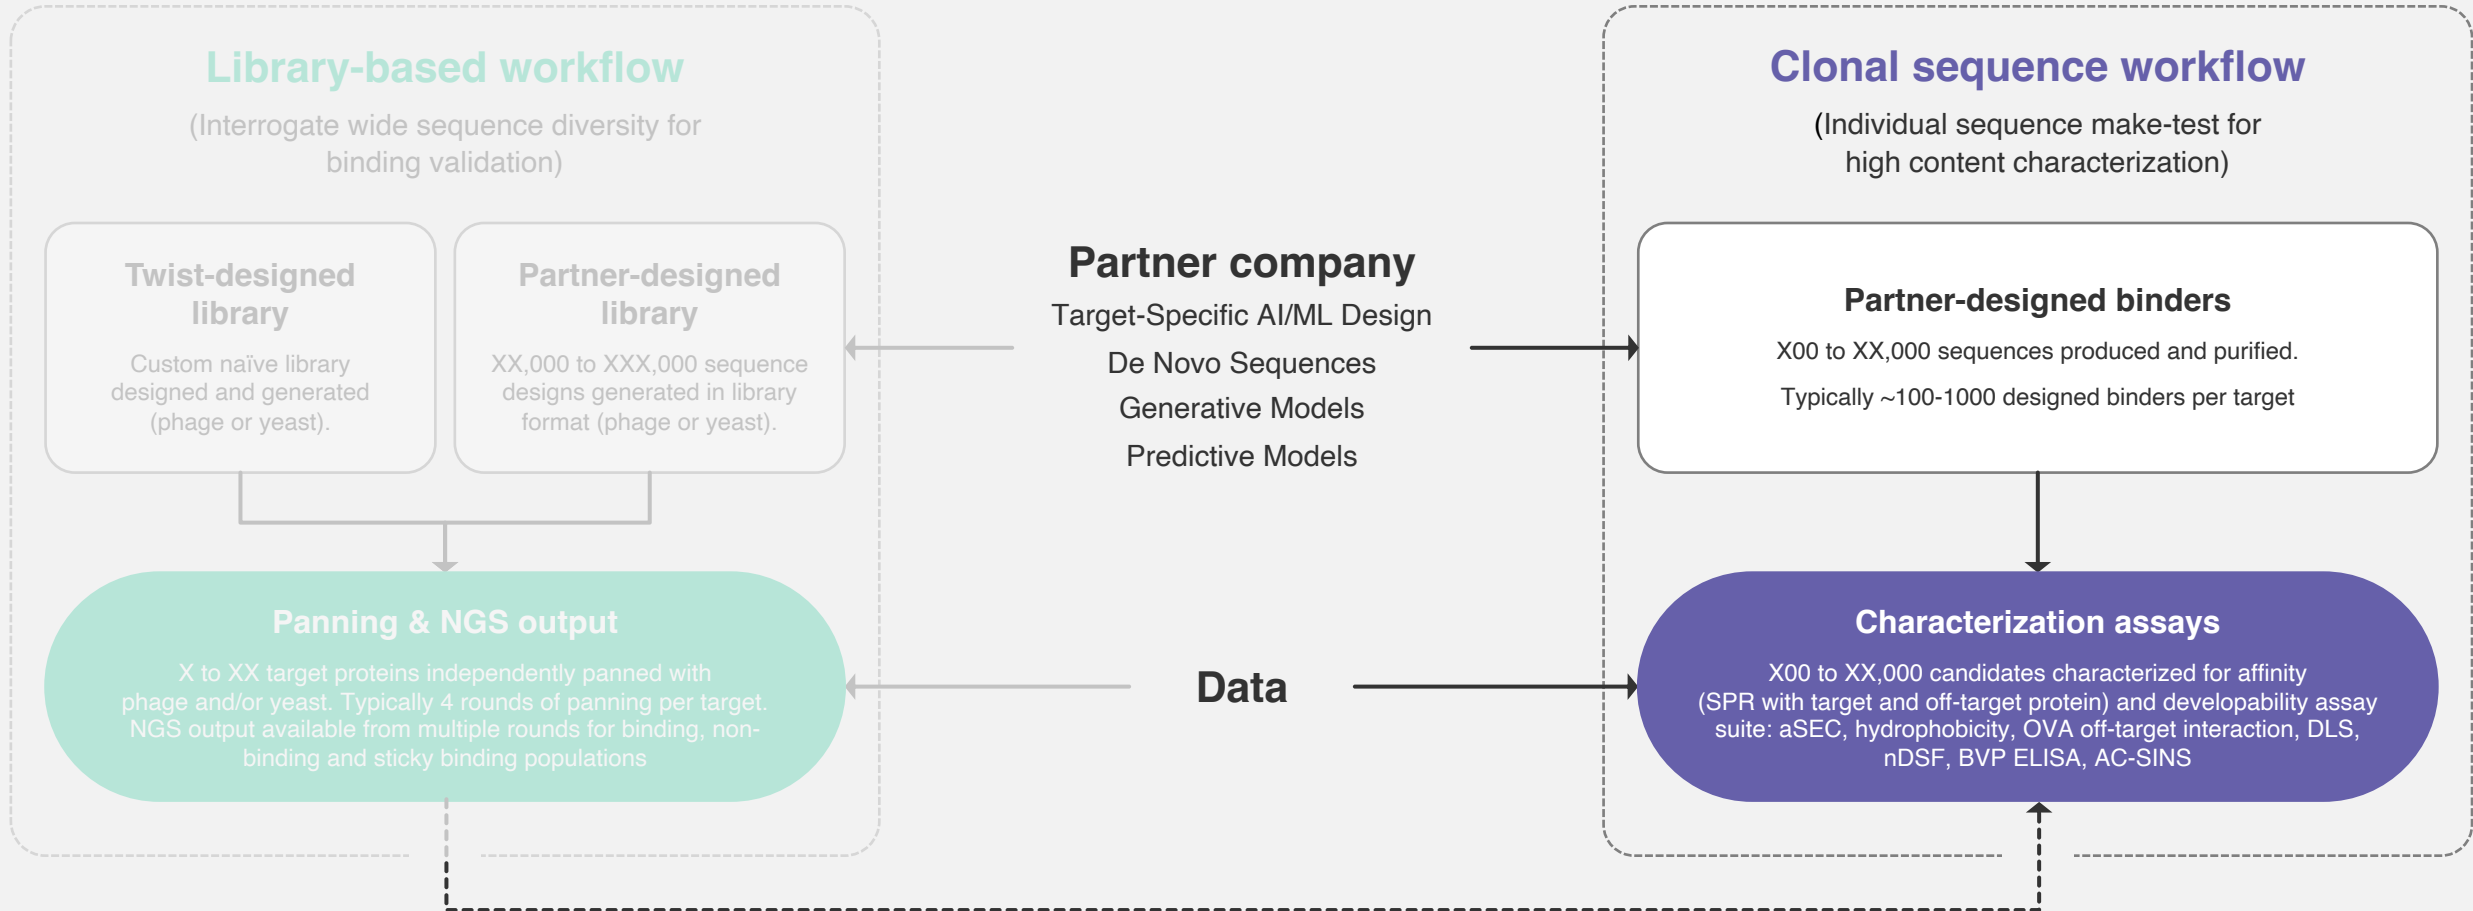 Library-based workflow
(Interrogate wide sequence diversity for
binding validation)
Twist-designed
library
Custom naïve library
designed and generated
(phage or yeast).
Partner-designed
library
XX,000 to XXX,000 sequence
designs generated in library
format (phage or yeast).
Panning & NGS output
X to XX target proteins independently panned with
phage and/or yeast. Typically 4 rounds of panning per target.
NGS output available from multiple rounds for binding, non-
binding and sticky binding populations
Partner company
Target-Specific AI/ML Design
De Novo Sequences
Generative Models
Predictive Models
Data
Clonal sequence workflow
(Individual sequence make-test for
high content characterization)
Partner-designed binders
X00 to XX,000 sequences produced and purified.
Typically ~100-1000 designed binders per target
Characterization assays
X00 to XX,000 candidates characterized for affinity
(SPR with target and off-target protein) and developability assay
suite: aSEC, hydrophobicity, OVA off-target interaction, DLS,
nDSF, BVP ELISA, AC-SINS